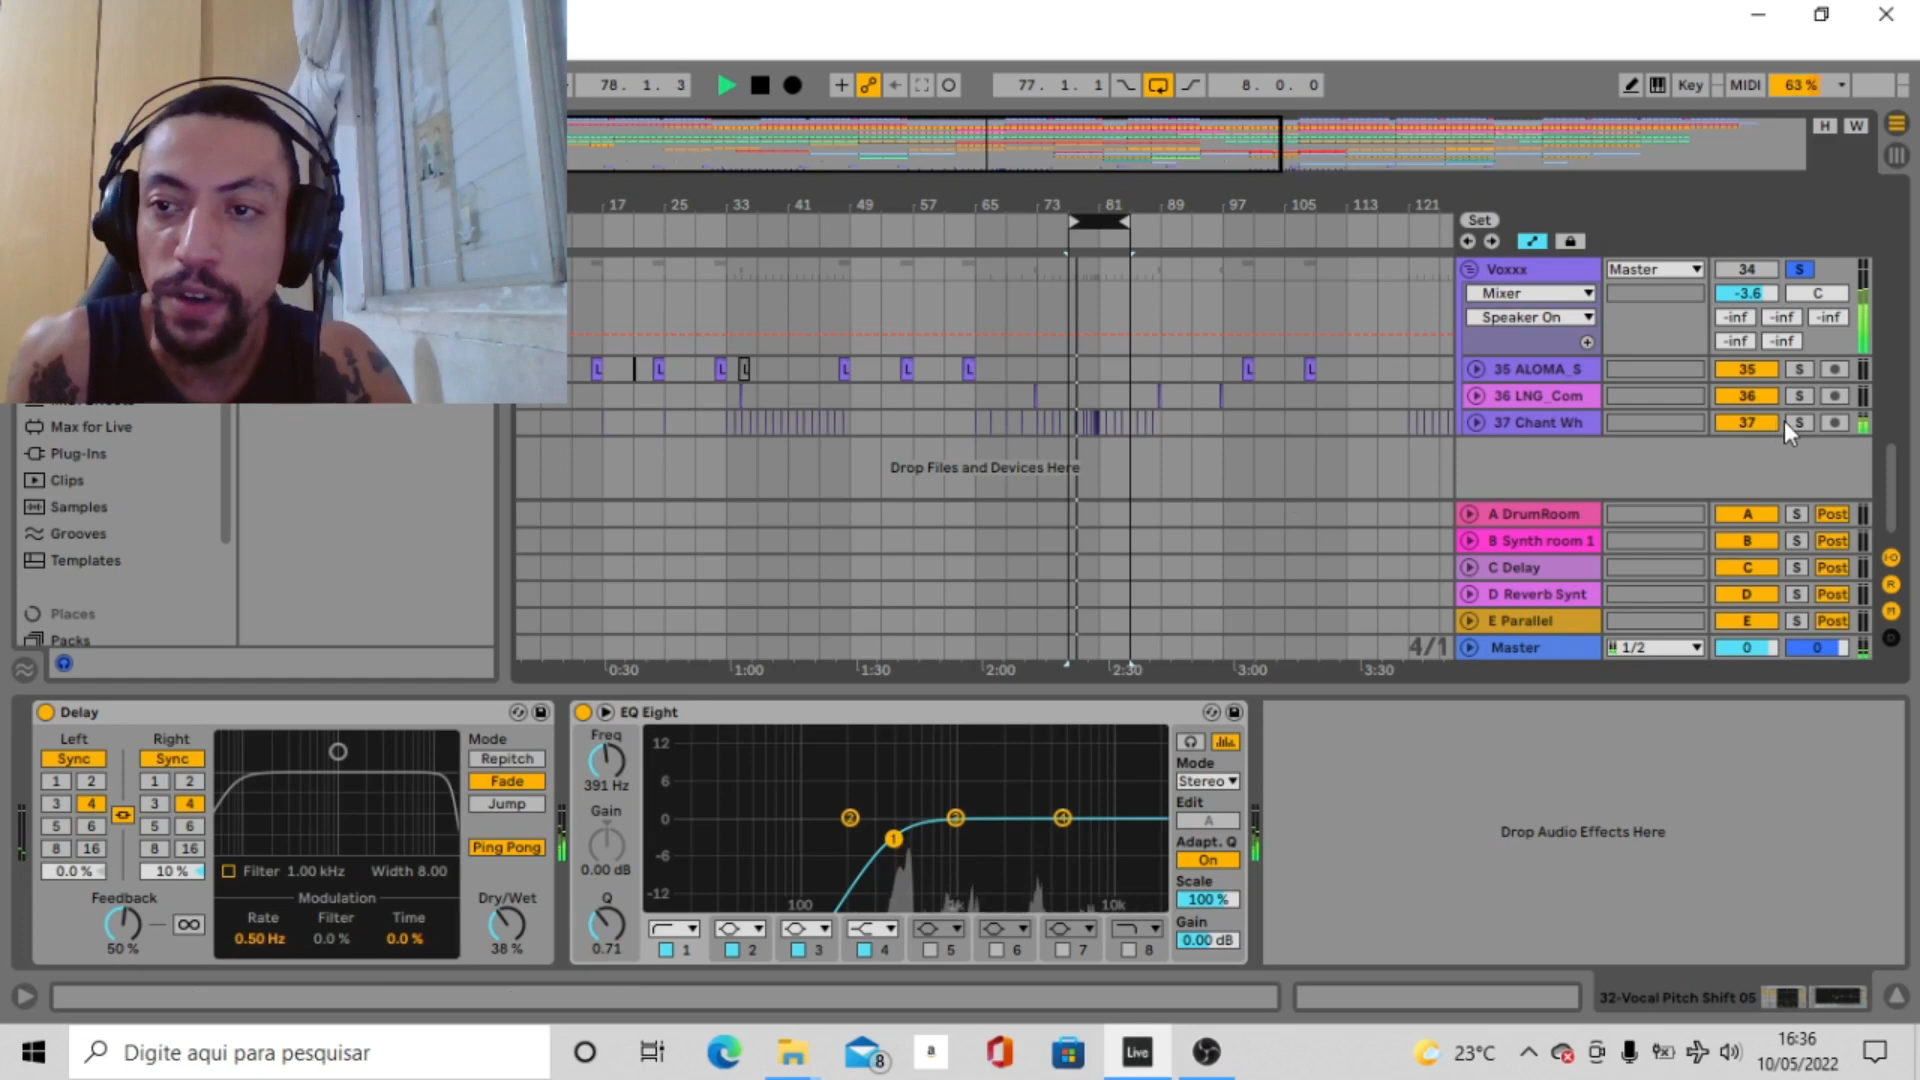 78. 1. 3
77. 1. 1
8. 0. 0
Key
MIDI
63 %
H
W
17 25 33 41 49 57 65 73 81 89 97 105 113 121
Set
Voxxx
Master
34
S
Mixer
-3.6
C
Speaker On
-inf
-inf
-inf
-inf
-inf
L
L
L
L
L
L
L
L
L
35 ALOMA_S
35
S
36 LNG_Com
36
S
37 Chant Wh
37
S
Drop Files and Devices Here
A DrumRoom
A
S
Post
B Synth room 1
B
S
Post
C Delay
C
S
Post
D Reverb Synt
D
S
Post
E Parallel
E
S
Post
4/1
Master
1/2
0
0
0:30 1:00 1:30 2:00 2:30 3:00 3:30
Max for Live
Plug-Ins
Clips
Samples
Grooves
Templates
Places
Packs
Delay
Left
Right
Sync
Sync
1 2
1 2
3 4
3 4
5 6
5 6
8 16
8 16
0.0 %
10 %
Feedback
50 %
Filter 1.00 kHz
Width 8.00
Modulation
Rate
Filter
Time
0.50 Hz
0.0 %
0.0 %
Mode
Repitch
Fade
Jump
Ping Pong
Dry/Wet
38 %
EQ Eight
Freq
391 Hz
Gain
0.00 dB
Q
0.71
12
6
0
-6
-12
100
1k
10k
1
2
3
4
1 2 3 4 5 6 7 8
Mode
Stereo
Edit
A
Adapt. Q
On
Scale
100 %
Gain
0.00 dB
Drop Audio Effects Here
32-Vocal Pitch Shift 05
Digite aqui para pesquisar
8
a
Live
23°C
16:36
10/05/2022